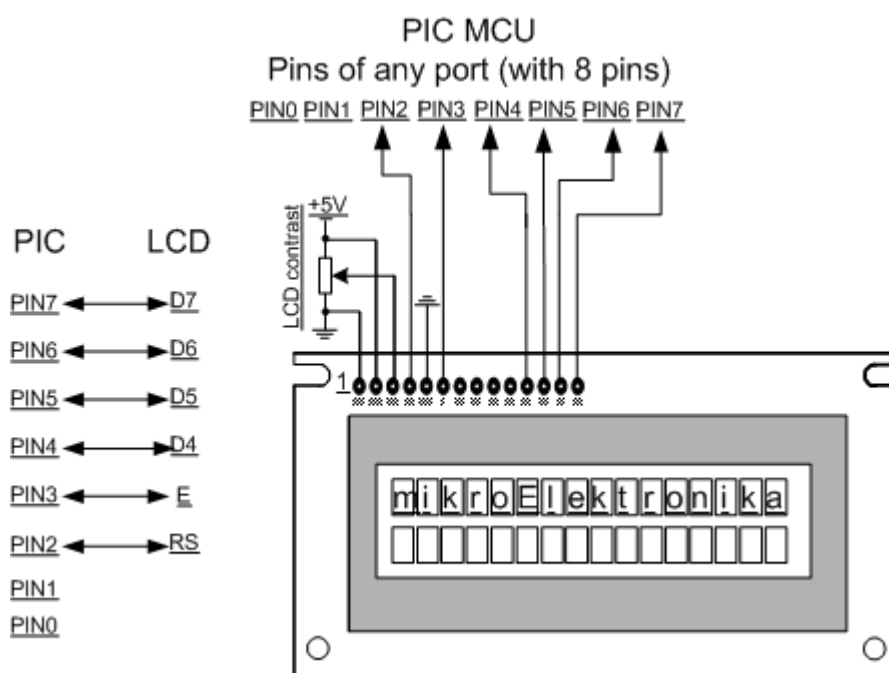 PIC MCU
Pins of any port (with 8 pins)
PIN0 PIN1 PIN2 PIN3 PIN4 PIN5 PIN6 PIN7
+5V
LCD contrast
PIC LCD
PIN7 D7
PIN6 D6
PIN5 D5
PIN4 D4
PIN3 E
PIN2 RS
PIN1
PIN0
1
mikroElektronika